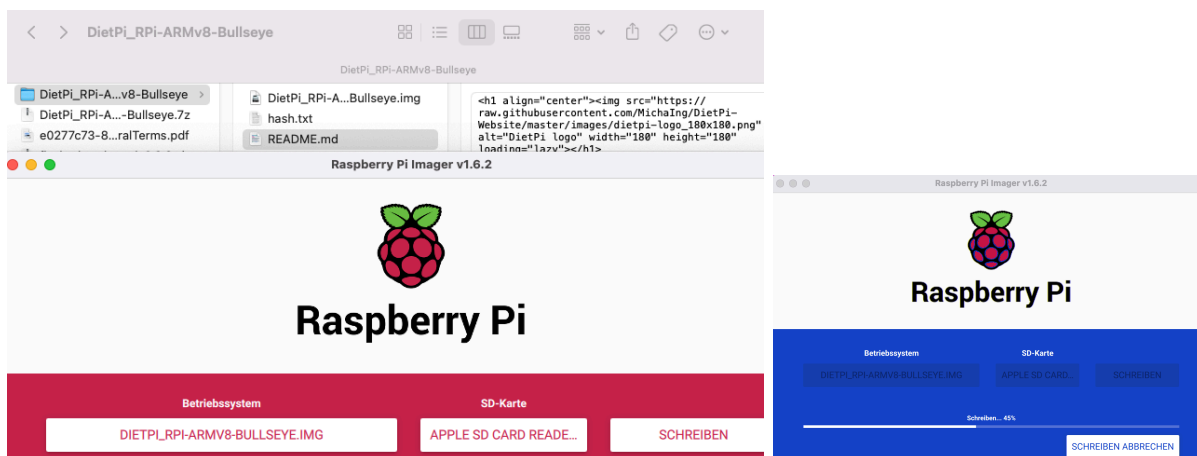 DietPi_RPi-ARMv8-Bullseye
DietPi_RPi-ARMv8-Bullseye
DietPi_RPi-A...v8-Bullseye
DietPi_RPi-A...-Bullseye.7z
e0277c73-8...ralTerms.pdf
DietPi_RPi-A...Bullseye.img
hash.txt
README.md
<h1 align="center"><img src="https://
raw.githubusercontent.com/MichaIng/DietPi-
Website/master/images/dietpi-logo_180x180.png"
alt="DietPi logo" width="180" height="180"
loading="lazy"></h1>
Raspberry Pi Imager v1.6.2
Raspberry Pi
Betriebssystem
SD-Karte
DIETPI_RPI-ARMV8-BULLSEYE.IMG
APPLE SD CARD READE...
SCHREIBEN
Raspberry Pi Imager v1.6.2
Raspberry Pi
Betriebssystem
SD-Karte
DIETPI_RPI-ARMV8-BULLSEYE.IMG
APPLE SD CARD...
SCHREIBEN
Schreiben... 45%
SCHREIBEN ABBRECHEN